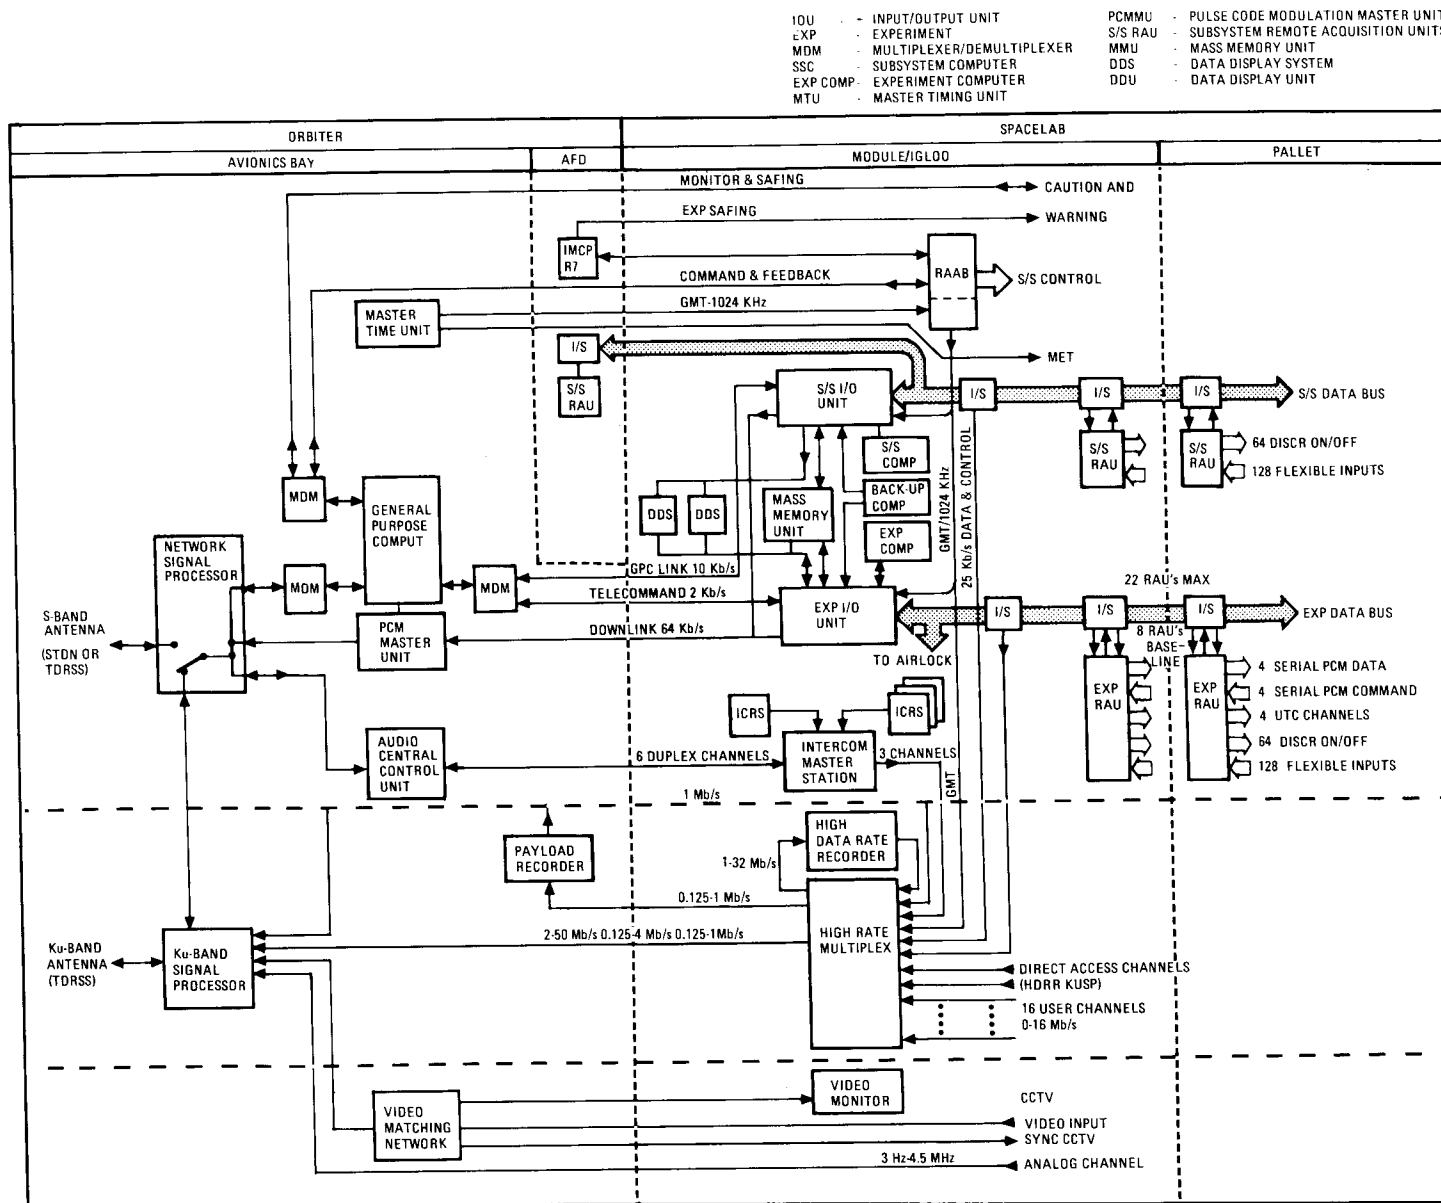 IOU - - INPUT/OUTPUT UNIT
EXP - EXPERIMENT
MDM - MULTIPLEXER/DEMULTIPLEXER
SSC - SUBSYSTEM COMPUTER
EXP COMP - EXPERIMENT COMPUTER
MTU - MASTER TIMING UNIT
PCMMU - PULSE CODE MODULATION MASTER UNIT
S/S RAU - SUBSYSTEM REMOTE ACQUISITION UNITS
MMU - MASS MEMORY UNIT
DDS - DATA DISPLAY SYSTEM
DDU - DATA DISPLAY UNIT
ORBITER
SPACELAB
AVIONICS BAY
AFD
MODULE/IGLOO
PALLET
MONITOR & SAFING
CAUTION AND
EXP SAFING
WARNING
IMCP
R7
RAAB
COMMAND & FEEDBACK
S/S CONTROL
GMT-1024 KHz
MASTER
TIME UNIT
I/S
MET
S/S
RAU
S/S I/O
UNIT
I/S
I/S
I/S
S/S DATA BUS
S/S
COMP
S/S
RAU
S/S
RAU
64 DISCR ON/OFF
128 FLEXIBLE INPUTS
MDM
GENERAL
PURPOSE
COMPUT
DDS
DDS
MASS
MEMORY
UNIT
BACK-UP
COMP
EXP
COMP
GMT/1024 KHz
25 Kb/s DATA & CONTROL
NETWORK
SIGNAL
PROCESSOR
MDM
MDM
GPC LINK 10 Kb/s
TELECOMMAND 2 Kb/s
22 RAU's MAX
EXP I/O
UNIT
I/S
I/S
I/S
EXP DATA BUS
S-BAND
ANTENNA
(STDN OR
TDRSS)
PCM
MASTER
UNIT
DOWNLINK 64 Kb/s
TO AIRLOCK
8 RAU's
BASE-
LINE
EXP
RAU
EXP
RAU
4 SERIAL PCM DATA
4 SERIAL PCM COMMAND
4 UTC CHANNELS
64 DISCR ON/OFF
128 FLEXIBLE INPUTS
ICRS
ICRS
AUDIO
CENTRAL
CONTROL
UNIT
6 DUPLEX CHANNELS
INTERCOM
MASTER
STATION
3 CHANNELS
GMT
1 Mb/s
PAYLOAD
RECORDER
HIGH
DATA RATE
RECORDER
1-32 Mb/s
0.125-1 Mb/s
2-50 Mb/s 0.125-4 Mb/s 0.125-1Mb/s
HIGH RATE
MULTIPLEX
Ku-BAND
ANTENNA
(TDRSS)
Ku-BAND
SIGNAL
PROCESSOR
DIRECT ACCESS CHANNELS
(HDRR KUSP)
16 USER CHANNELS
0-16 Mb/s
VIDEO
MONITOR
CCTV
VIDEO
MATCHING
NETWORK
VIDEO INPUT
SYNC CCTV
3 Hz-4.5 MHz
ANALOG CHANNEL